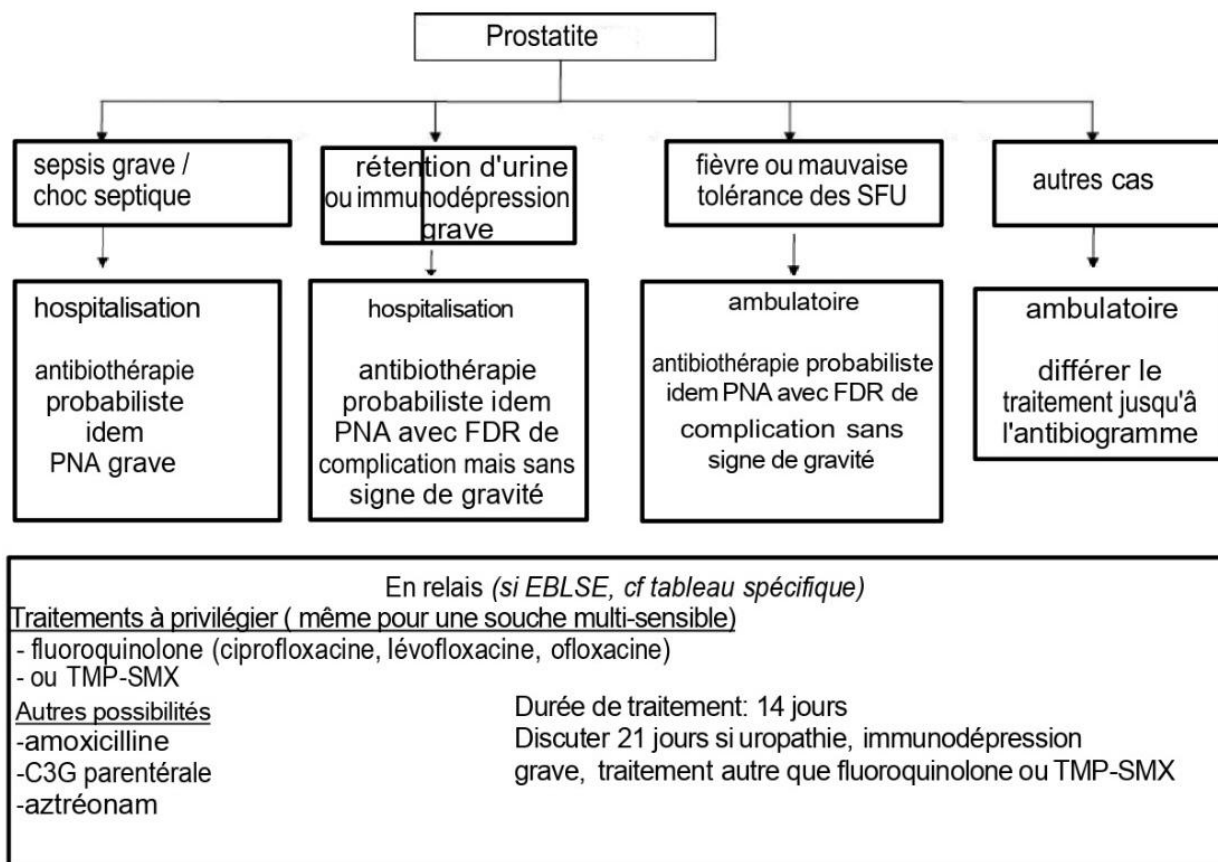 Prostatite
sepsis grave /
choc septique
rétention d'urine
ou immunodépression
grave
fièvre ou mauvaise
tolérance des SFU
autres cas
hospitalisation
antibiothérapie
probabiliste
idem
PNA grave
hospitalisation
antibiothérapie
probabiliste idem
PNA avec FDR de
complication mais sans
signe de gravité
ambulatoire
antibiothérapie probabiliste
idem PNA avec FDR de
complication sans
signe de gravité
ambulatoire
différer le
traitement jusqu'â
l'antibiogramme
En relais (si EBLSE, cf tableau spécifique)
Traitements à privilégier ( même pour une souche multi-sensible)
- fluoroquinolone (ciprofloxacine, lévofloxacine, ofloxacine)
- ou TMP-SMX
Autres possibilités
-amoxicilline
-C3G parentérale
-aztréonam
Durée de traitement: 14 jours
Discuter 21 jours si uropathie, immunodépression
grave, traitement autre que fluoroquinolone ou TMP-SMX